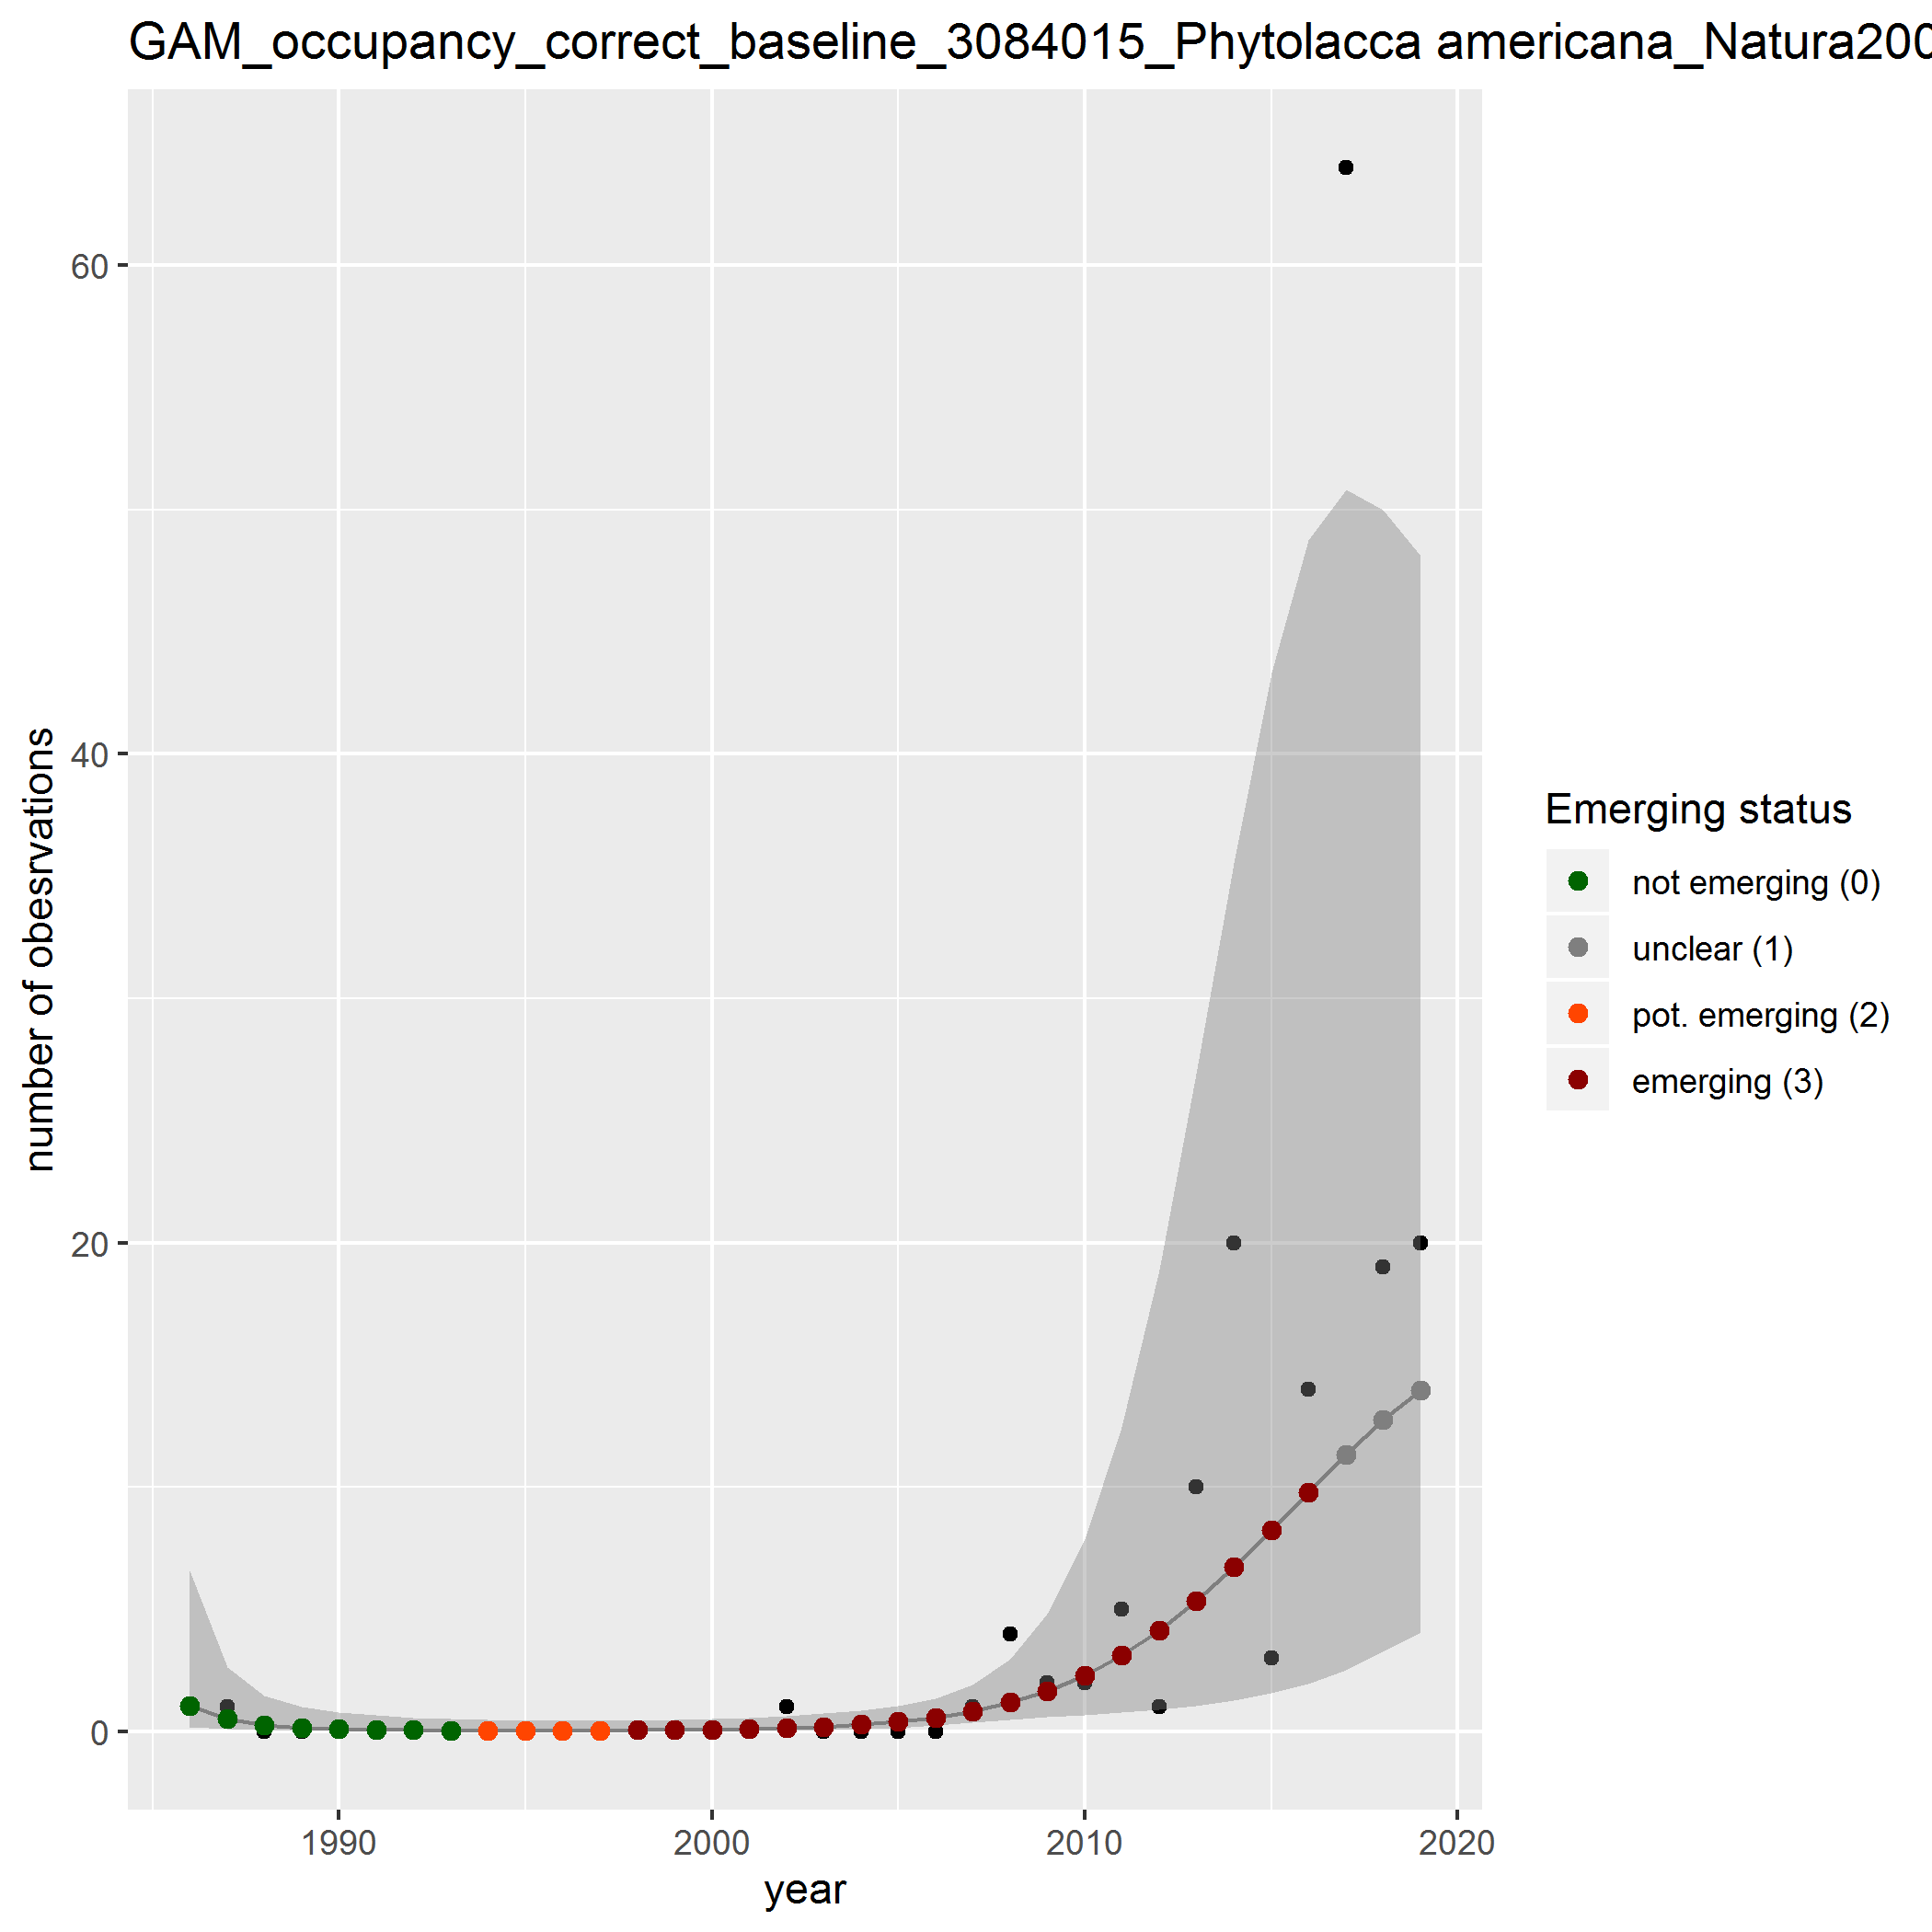 GAM_occupancy_correct_baseline_3084015_Phytolacca americana_Natura200
60
40
20
0
number of obesrvations
1990
2000
2010
2020
year
Emerging status
not emerging (0)
unclear (1)
pot. emerging (2)
emerging (3)